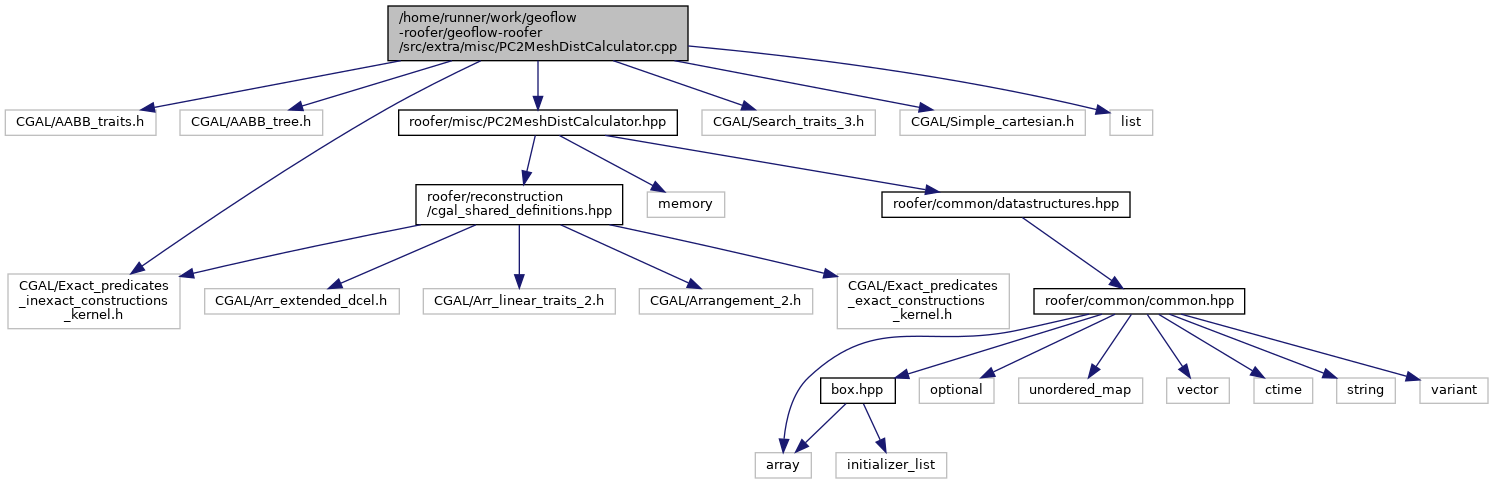 /home/runner/work/geoflow
-roofer/geoflow-roofer
/src/extra/misc/PC2MeshDistCalculator.cpp
CGAL/AABB_traits.h
CGAL/AABB_tree.h
roofer/misc/PC2MeshDistCalculator.hpp
CGAL/Search_traits_3.h
CGAL/Simple_cartesian.h
list
roofer/reconstruction
/cgal_shared_definitions.hpp
memory
roofer/common/datastructures.hpp
CGAL/Exact_predicates
_inexact_constructions
_kernel.h
CGAL/Arr_extended_dcel.h
CGAL/Arr_linear_traits_2.h
CGAL/Arrangement_2.h
CGAL/Exact_predicates
_exact_constructions
_kernel.h
roofer/common/common.hpp
box.hpp
optional
unordered_map
vector
ctime
string
variant
array
initializer_list